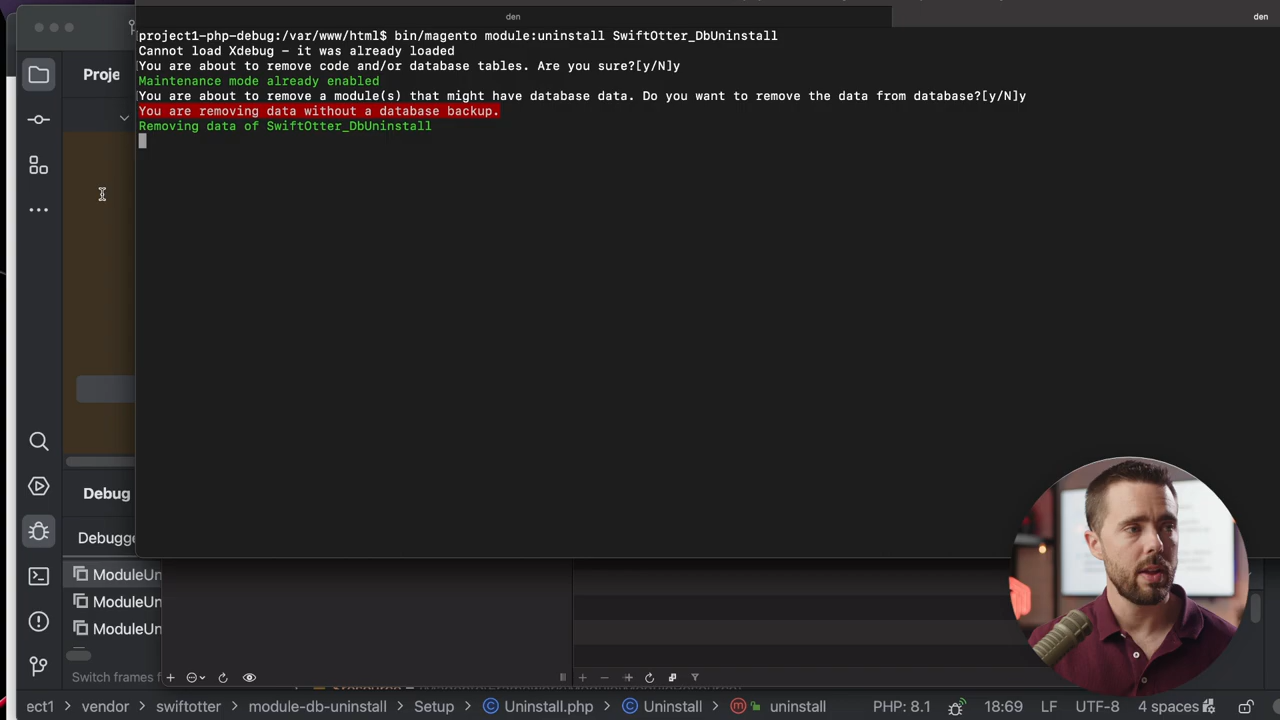 den
den
project1-php-debug:/var/www/html$ bin/magento module:uninstall SwiftOtter_DbUninstall
Cannot load Xdebug - it was already loaded
You are about to remove code and/or database tables. Are you sure?[y/N]y
Maintenance mode already enabled
You are about to remove a module(s) that might have database data. Do you want to remove the data from database?[y/N]y
You are removing data without a database backup.
Removing data of SwiftOtter_DbUninstall
Proje
Debug
Debugge
ModuleUn
ModuleUn
ModuleUn
Switch frames f
ect1 > vendor > swiftotter > module-db-uninstall > Setup > Uninstall.php > Uninstall > uninstall PHP: 8.1 18:69 LF UTF-8 4 spaces